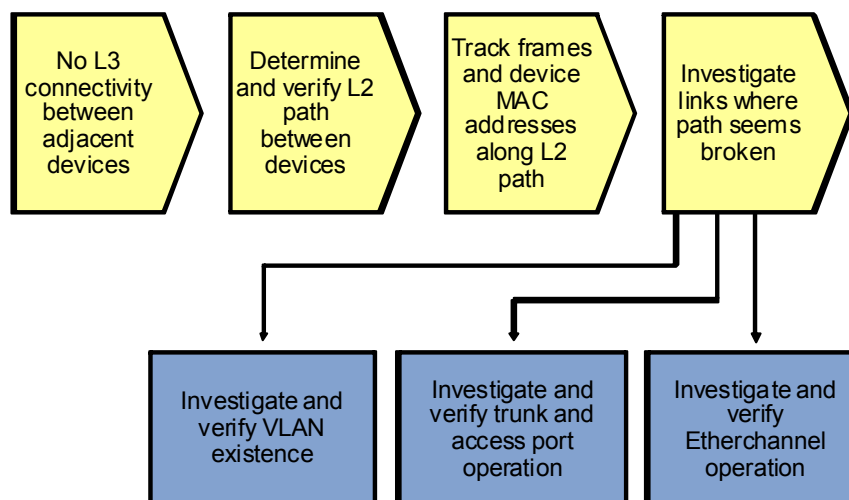 No L3
connectivity
between
adjacent
devices
Determine
and verify L2
path
between
devices
Track frames
and device
MAC
addresses
along L2
path
Investigate
links where
path seems
broken
Investigate and
verify VLAN
existence
Investigate and
verify trunk and
access port
operation
Investigate and
verify
Etherchannel
operation